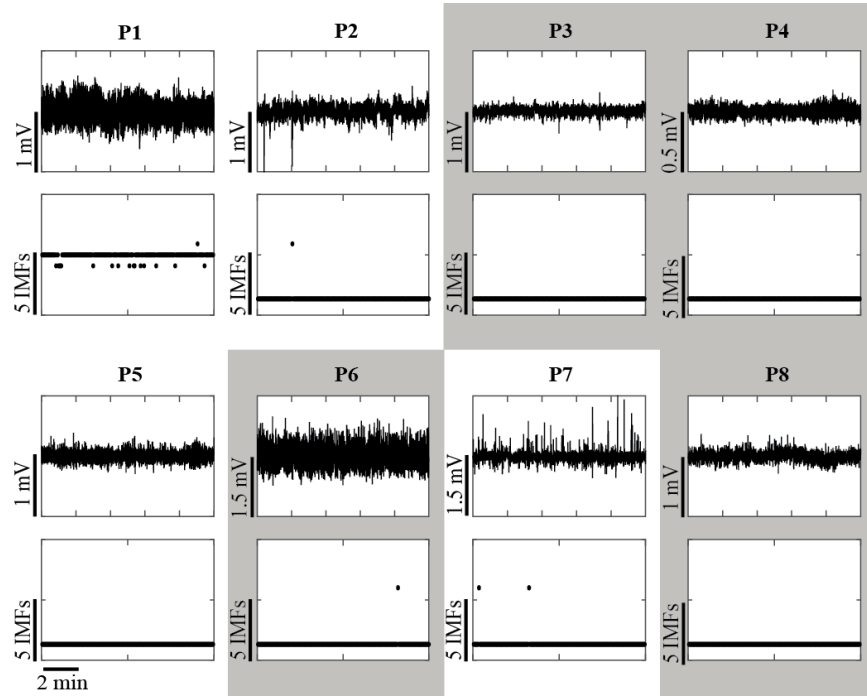 P1 P2 P3 P4
1 mV 1 mV 1 mV 0.5 mV
5 IMFs 5 IMFs 5 IMFs 5 IMFs
P5 P6 P7 P8
1 mV 1.5 mV 1.5 mV 1 mV
5 IMFs 5 IMFs 5 IMFs 5 IMFs
2 min